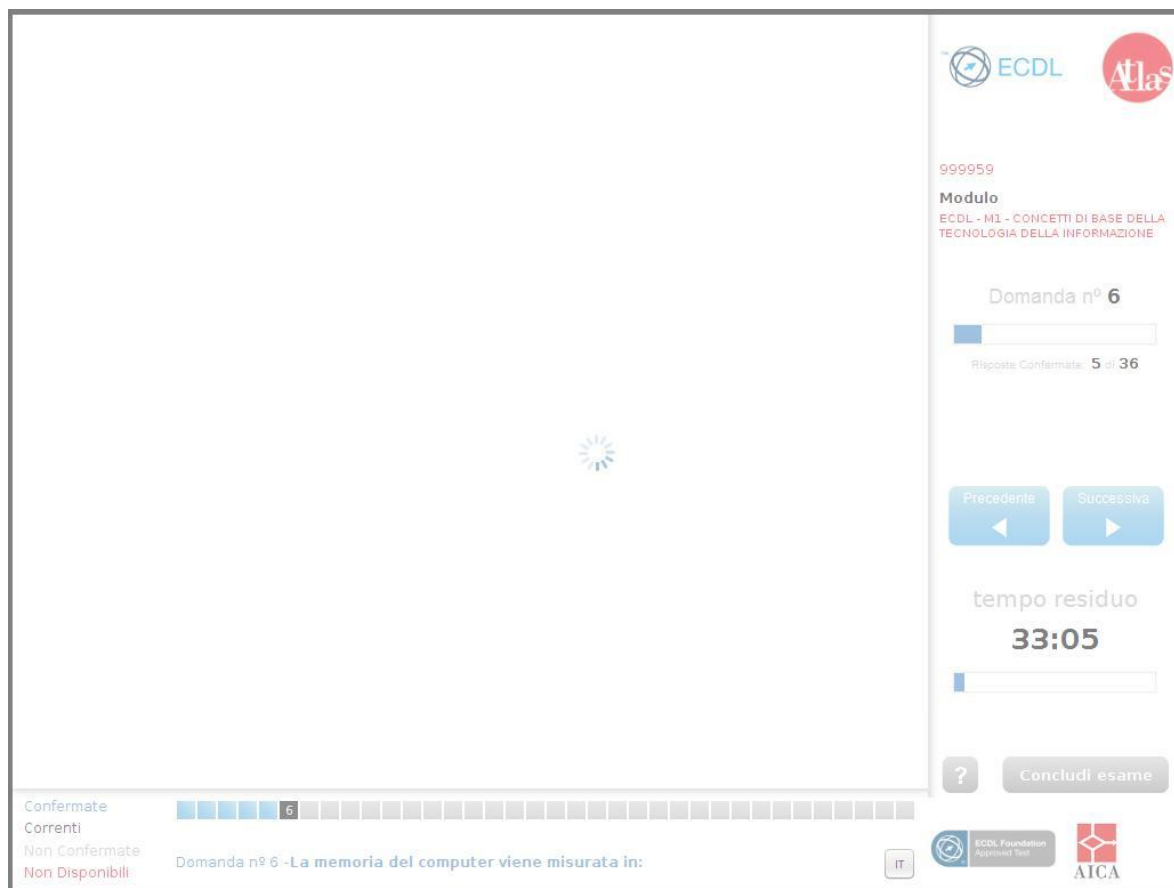 ™ ECDL
Atlas
999959
Modulo
ECDL - M1 - CONCETTI DI BASE DELLA
TECNOLOGIA DELLA INFORMAZIONE
Domanda nº 6
Risposte Confermate: 5 di 36
Precedente
Successiva
tempo residuo
33:05
? Concludi esame
Confermate
Correnti
Non Confermate
Non Disponibili
6
Domanda nº 6 -La memoria del computer viene misurata in:
IT
ECDL Foundation
Approved Test
AICA